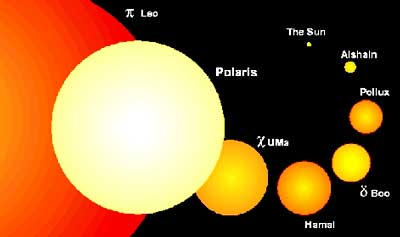 π Leo
The Sun
Alshain
Polaris
Pollux
χ UMa
δ Boo
Hamal